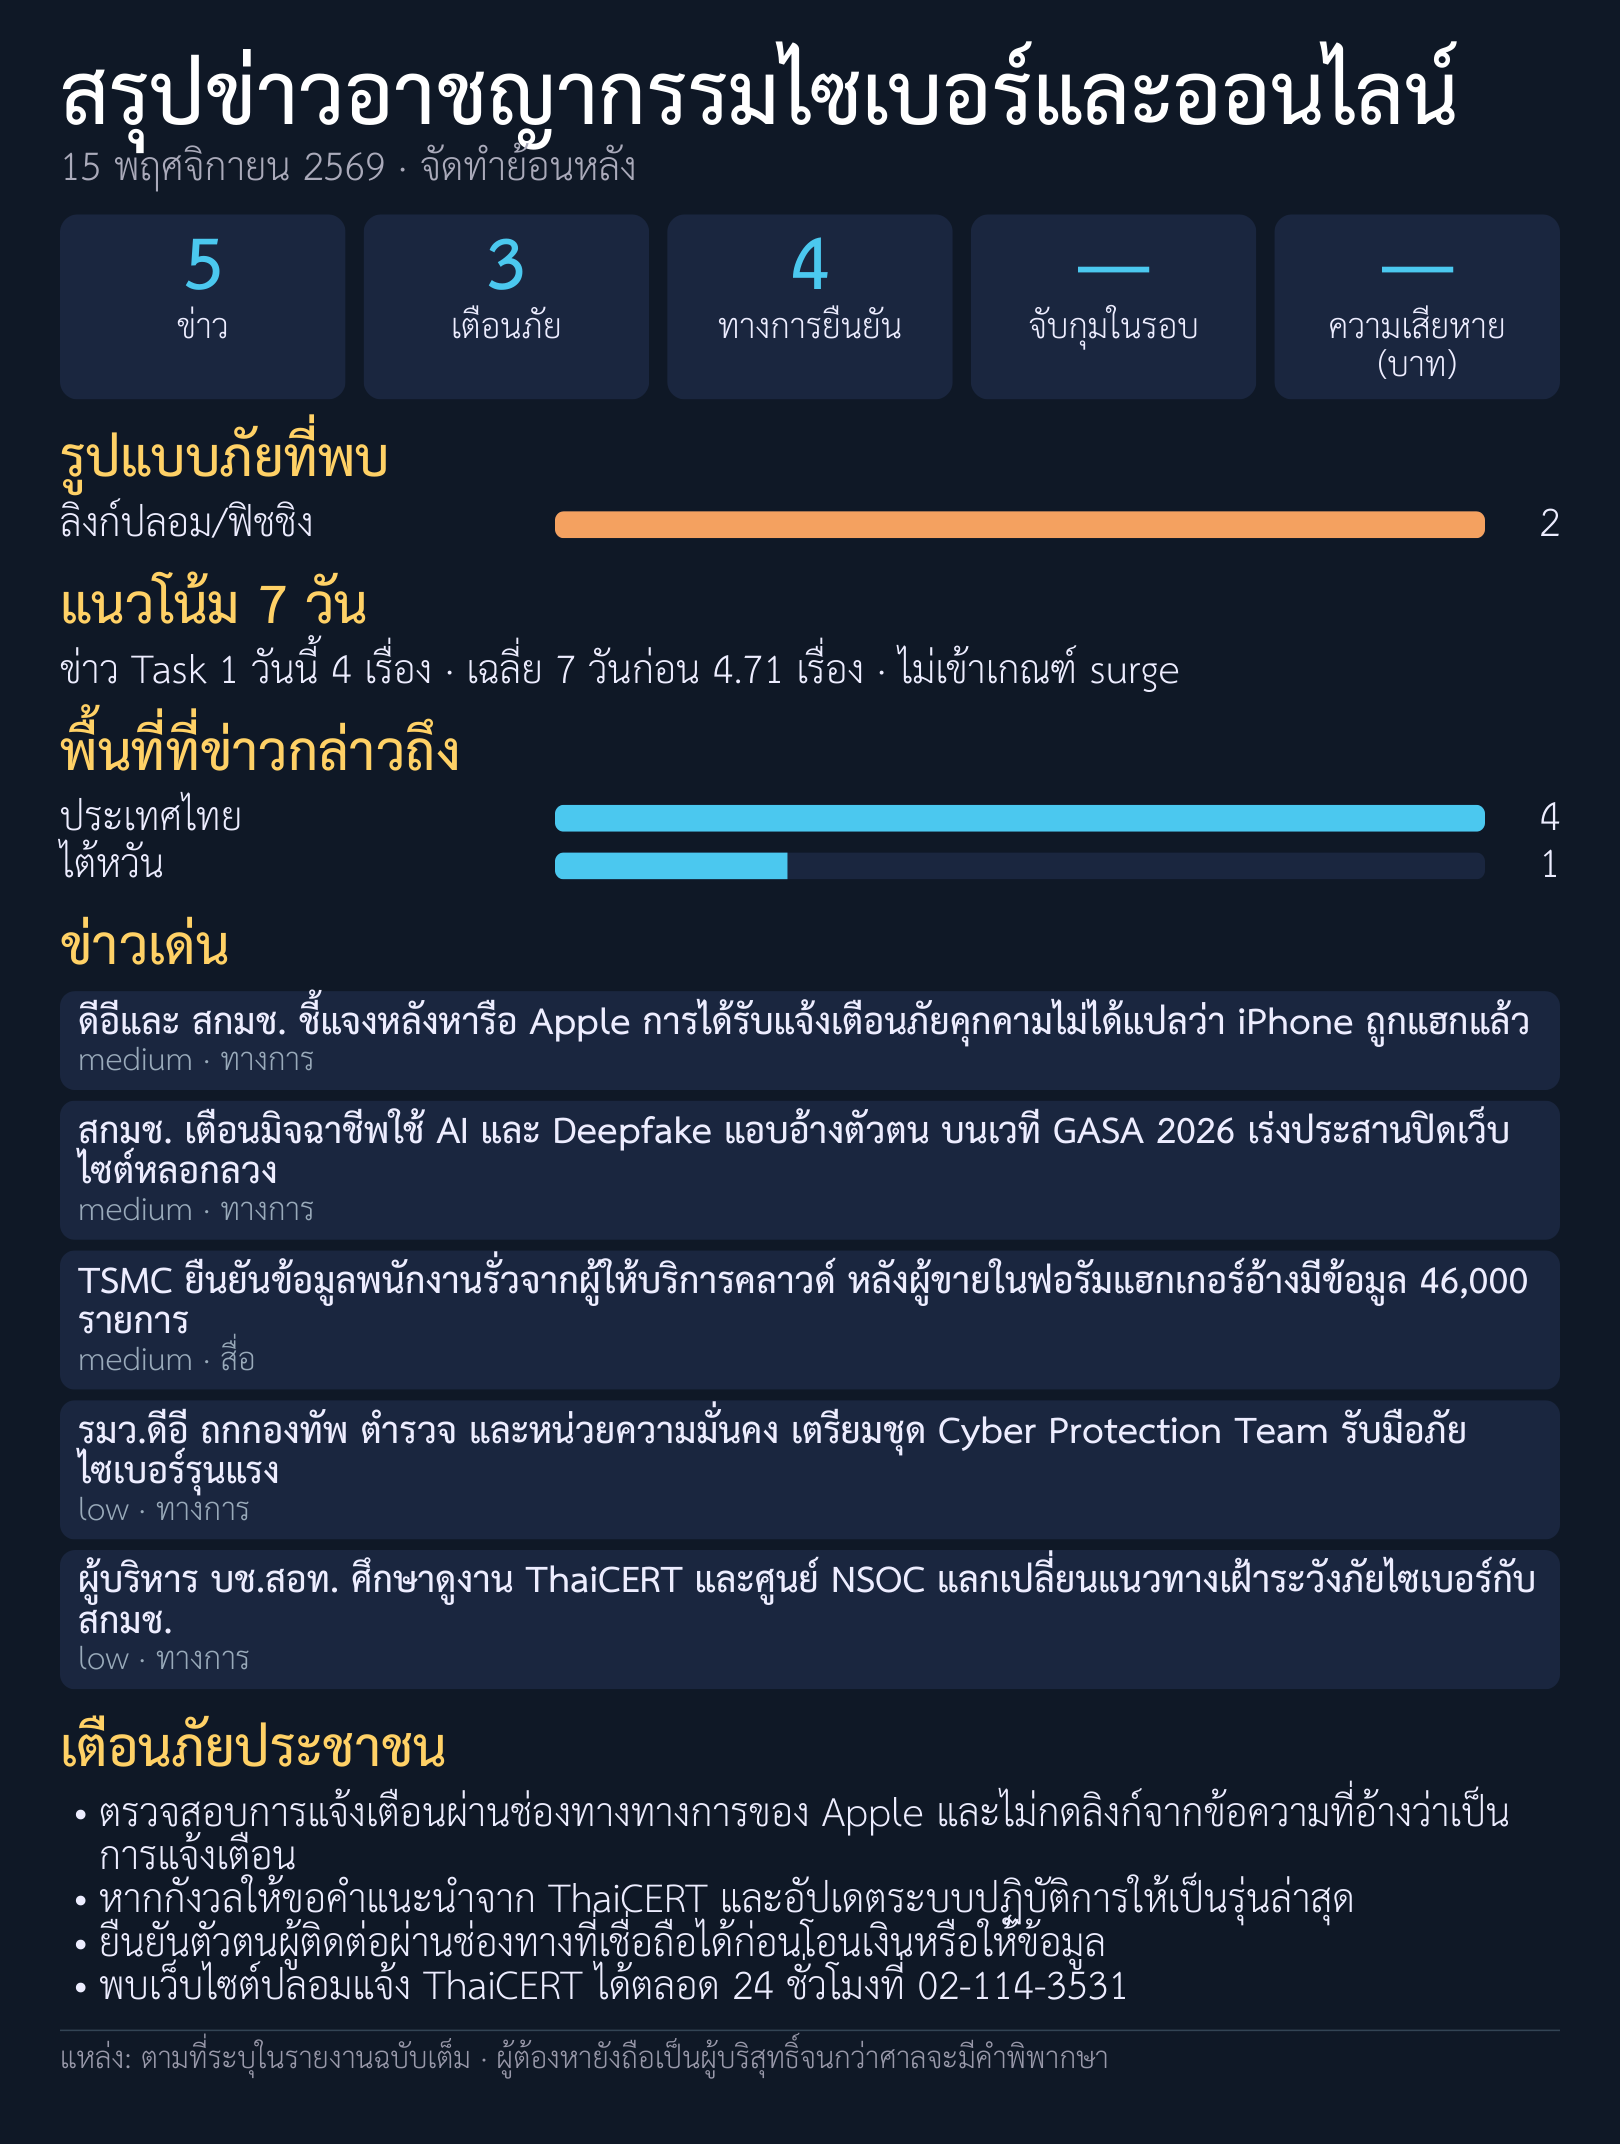 สรุปข่าวอาชญากรรมไซเบอร์และออนไลน์
15 พฤศจิกายน 2569 · จัดทำย้อนหลัง
5
ข่าว
3
เตือนภัย
4
ทางการยืนยัน
—
จับกุมในรอบ
—
ความเสียหาย
(บาท)
รูปแบบภัยที่พบ
ลิงก์ปลอม/ฟิชชิง 2
แนวโน้ม 7 วัน
ข่าว Task 1 วันนี้ 4 เรื่อง · เฉลี่ย 7 วันก่อน 4.71 เรื่อง · ไม่เข้าเกณฑ์ surge
พื้นที่ที่ข่าวกล่าวถึง
ประเทศไทย 4
ไต้หวัน 1
ข่าวเด่น
ดีอีและ สกมช. ชี้แจงหลังหารือ Apple การได้รับแจ้งเตือนภัยคุกคามไม่ได้แปลว่า iPhone ถูกแฮกแล้ว
medium · ทางการ
สกมช. เตือนมิจฉาชีพใช้ AI และ Deepfake แอบอ้างตัวตน บนเวที GASA 2026 เร่งประสานปิดเว็บ
ไซต์หลอกลวง
medium · ทางการ
TSMC ยืนยันข้อมูลพนักงานรั่วจากผู้ให้บริการคลาวด์ หลังผู้ขายในฟอรัมแฮกเกอร์อ้างมีข้อมูล 46,000
รายการ
medium · สื่อ
รมว.ดีอี ถกกองทัพ ตำรวจ และหน่วยความมั่นคง เตรียมชุด Cyber Protection Team รับมือภัย
ไซเบอร์รุนแรง
low · ทางการ
ผู้บริหาร บช.สอท. ศึกษาดูงาน ThaiCERT และศูนย์ NSOC แลกเปลี่ยนแนวทางเฝ้าระวังภัยไซเบอร์กับ
สกมช.
low · ทางการ
เตือนภัยประชาชน
• ตรวจสอบการแจ้งเตือนผ่านช่องทางทางการของ Apple และไม่กดลิงก์จากข้อความที่อ้างว่าเป็น
การแจ้งเตือน
• หากกังวลให้ขอคำแนะนำจาก ThaiCERT และอัปเดตระบบปฏิบัติการให้เป็นรุ่นล่าสุด
• ยืนยันตัวตนผู้ติดต่อผ่านช่องทางที่เชื่อถือได้ก่อนโอนเงินหรือให้ข้อมูล
• พบเว็บไซต์ปลอมแจ้ง ThaiCERT ได้ตลอด 24 ชั่วโมงที่ 02-114-3531
แหล่ง: ตามที่ระบุในรายงานฉบับเต็ม · ผู้ต้องหายังถือเป็นผู้บริสุทธิ์จนกว่าศาลจะมีคำพิพากษา